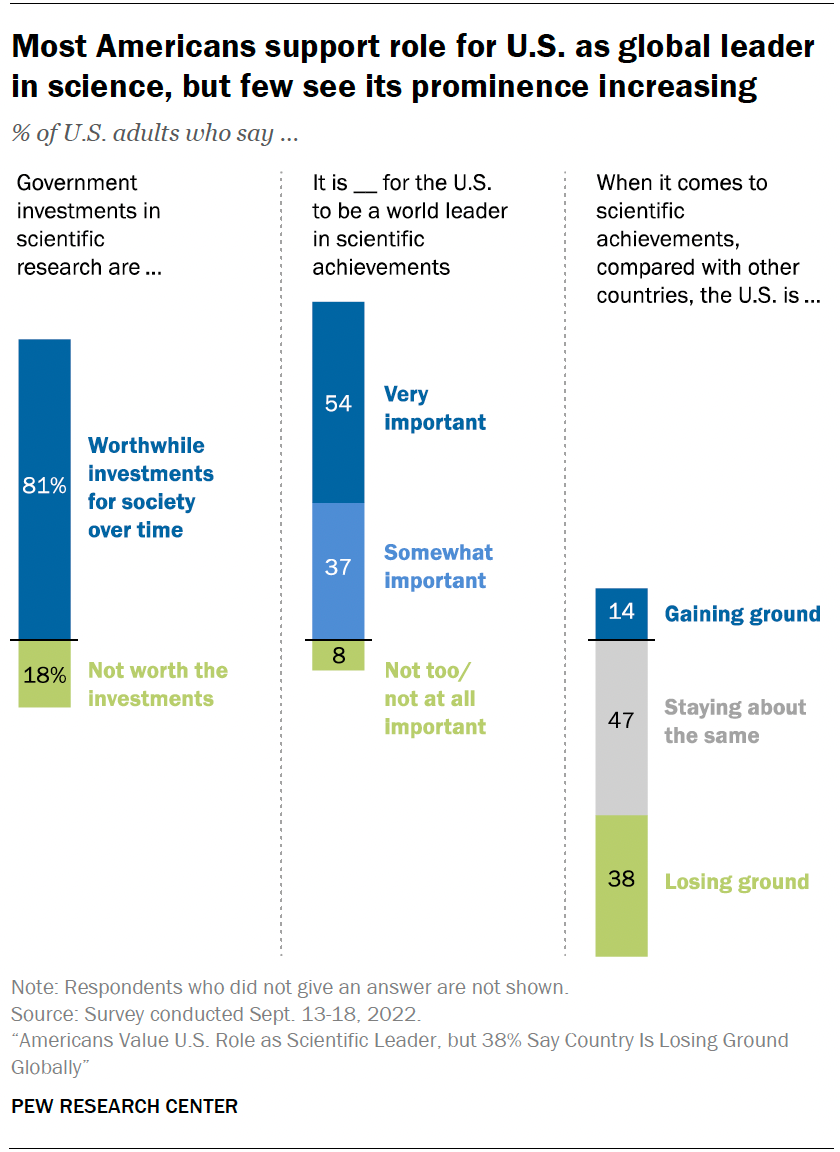 Most Americans support role for U.S. as global leader
in science, but few see its prominence increasing
% of U.S. adults who say ...
Government
investments in
scientific
research are ...
81%
Worthwhile
investments
for society
over time
18%
Not worth the
investments
It is __ for the U.S.
to be a world leader
in scientific
achievements
54
Very
important
37
Somewhat
important
8
Not too/
not at all
important
When it comes to
scientific
achievements,
compared with other
countries, the U.S. is ...
14
Gaining ground
47
Staying about
the same
38
Losing ground
Note: Respondents who did not give an answer are not shown.
Source: Survey conducted Sept. 13-18, 2022.
“Americans Value U.S. Role as Scientific Leader, but 38% Say Country Is Losing Ground
Globally”
PEW RESEARCH CENTER